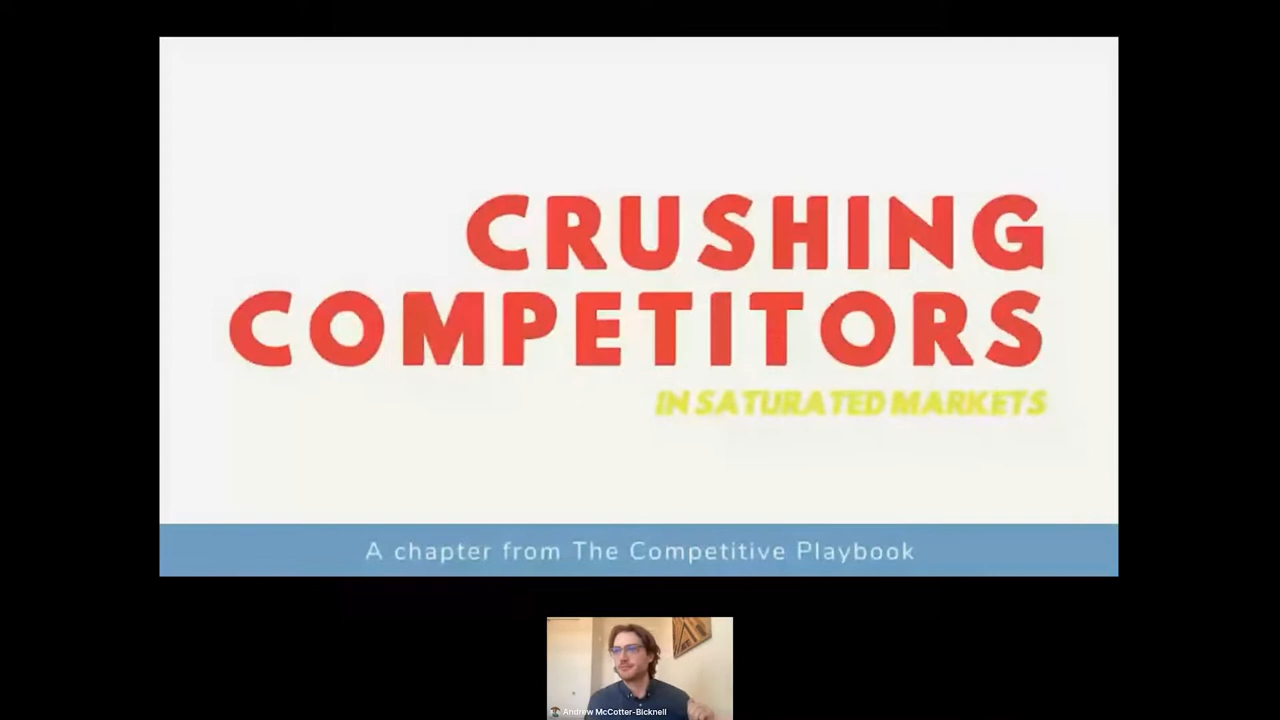 CRUSHING
COMPETITORS
IN SATURATED MARKETS
A chapter from The Competitive Playbook
Andrew McCotter-Bicknell